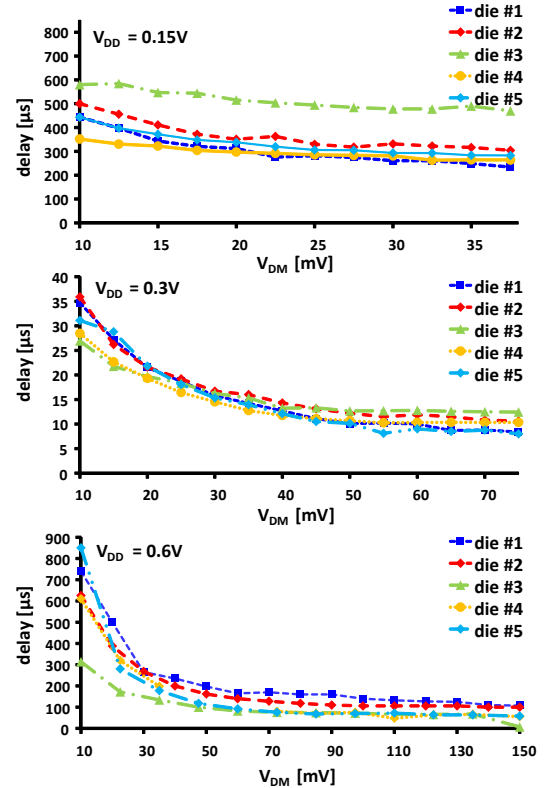 V_DD = 0.15V
die #1
die #2
die #3
die #4
die #5
delay [µs]
800
700
600
500
400
300
200
100
0
10 15 20 25 30 35
V_DM [mV]
V_DD = 0.3V
die #1
die #2
die #3
die #4
die #5
delay [µs]
40
35
30
25
20
15
10
5
0
10 20 30 40 50 60 70
V_DM [mV]
V_DD = 0.6V
die #1
die #2
die #3
die #4
die #5
delay [µs]
900
800
700
600
500
400
300
200
100
0
10 30 50 70 90 110 130 150
V_DM [mV]